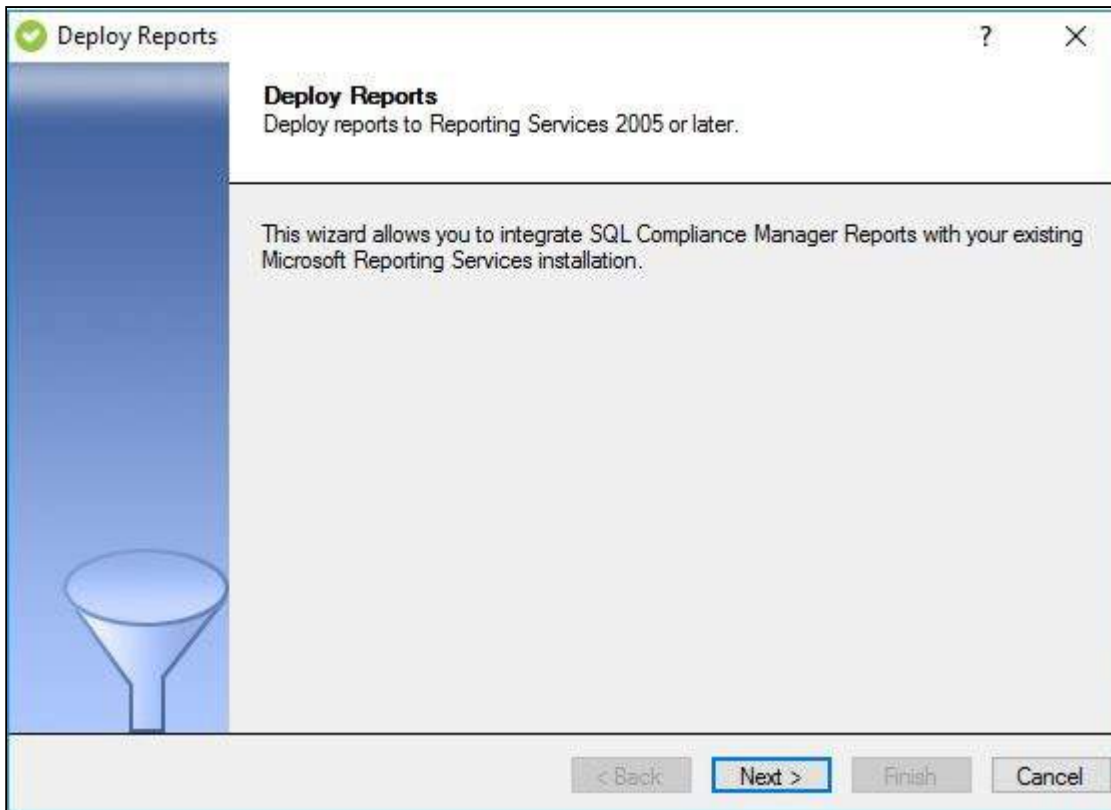 Deploy Reports
?
Deploy Reports
Deploy reports to Reporting Services 2005 or later.
This wizard allows you to integrate SQL Compliance Manager Reports with your existing
Microsoft Reporting Services installation.
< Back
Next >
Finish
Cancel